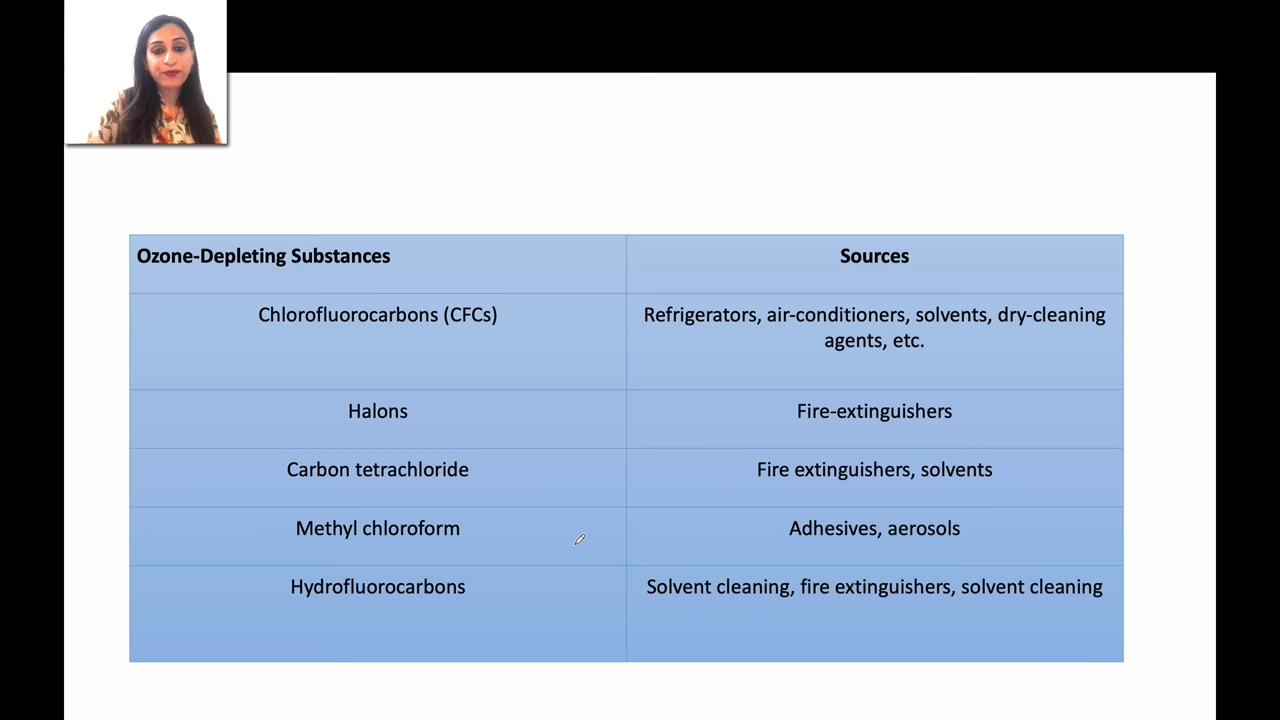 Ozone-Depleting Substances
Sources
Chlorofluorocarbons (CFCs)
Refrigerators, air-conditioners, solvents, dry-cleaning
agents, etc.
Halons
Fire-extinguishers
Carbon tetrachloride
Fire extinguishers, solvents
Methyl chloroform
Adhesives, aerosols
Hydrofluorocarbons
Solvent cleaning, fire extinguishers, solvent cleaning